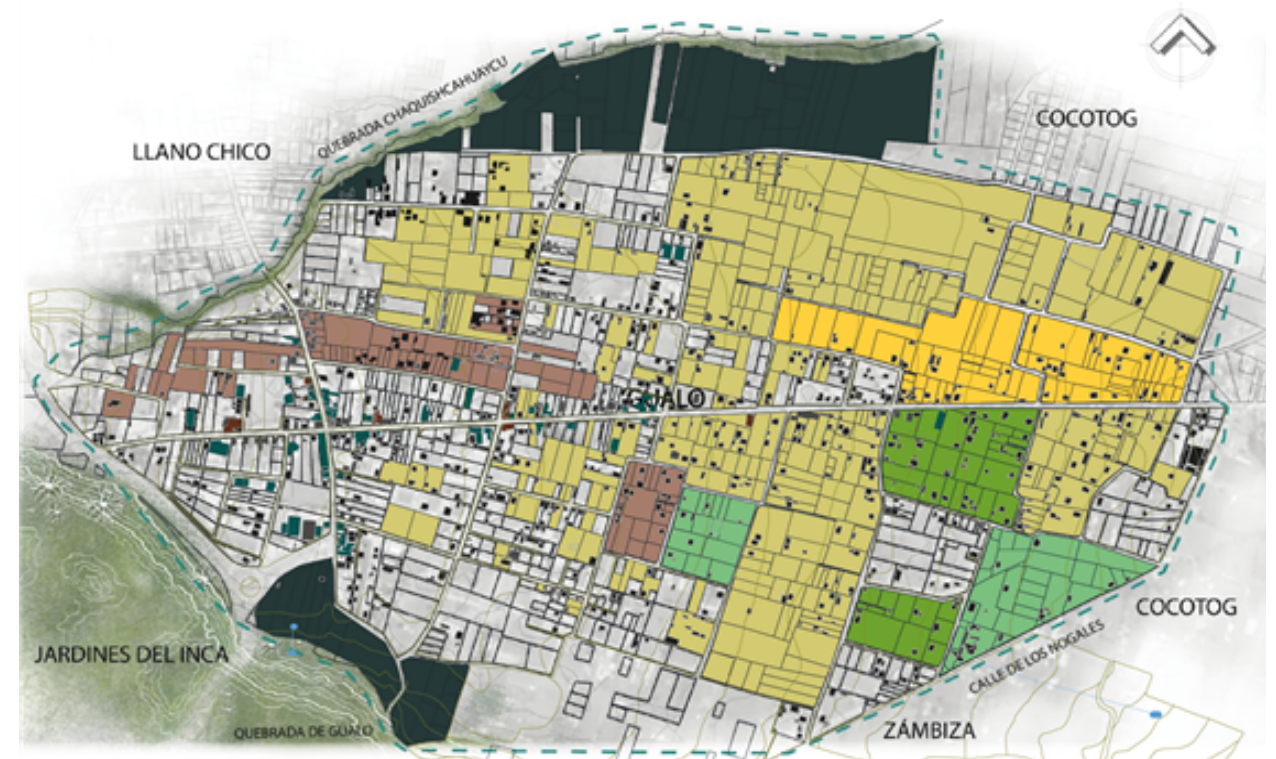 COCOTOG
QUEBRADA CHAQUISHCAHUAYCU
LLANO CHICO
GUALO
COCOTOG
JARDINES DEL INCA
CALLE DE LOS NOGALES
QUEBRADA DE GUALO
ZÁMBIZA